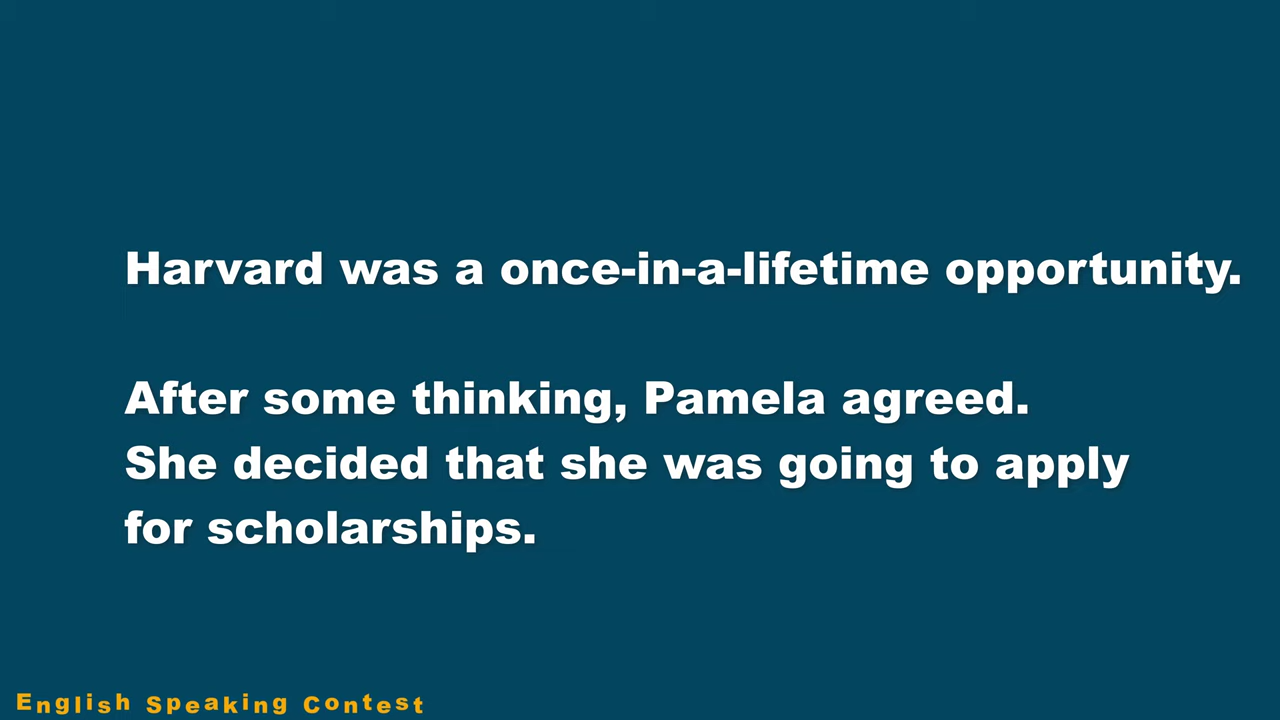 Harvard was a once-in-a-lifetime opportunity.
After some thinking, Pamela agreed.
She decided that she was going to apply
for scholarships.
English Speaking Contest